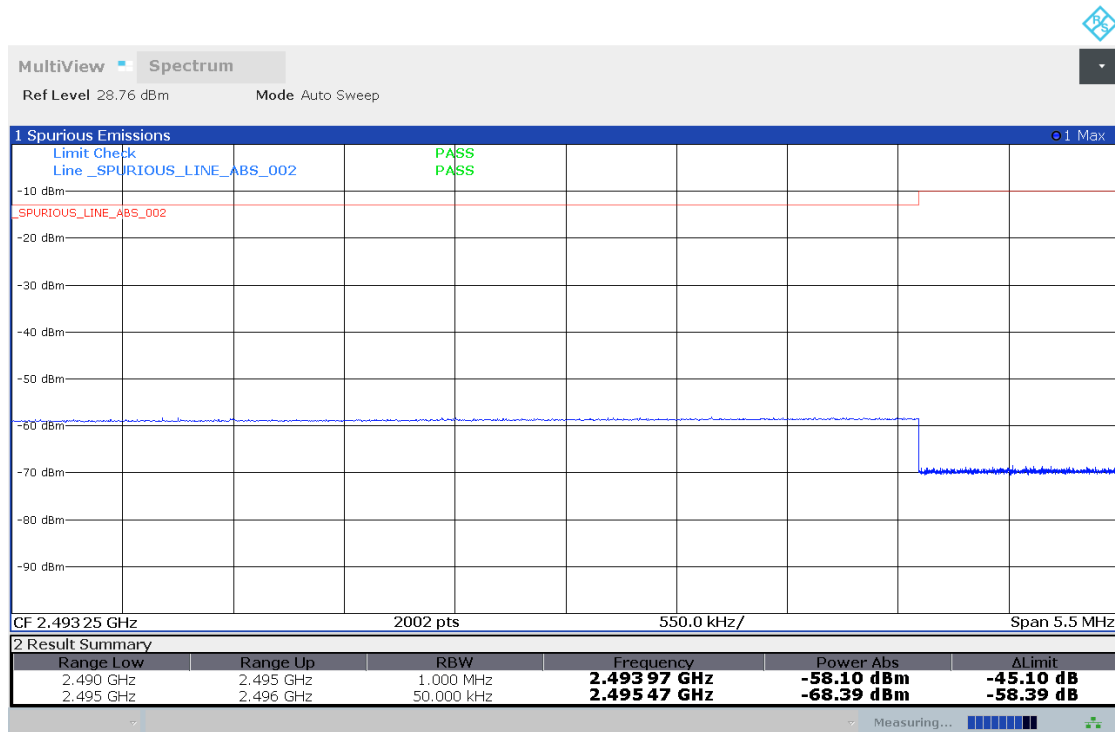 R&S
MultiView Spectrum
Ref Level 28.76 dBm Mode Auto Sweep
1 Spurious Emissions 1 Max
Limit Check PASS
Line _SPURIOUS_LINE_ABS_002 PASS
-10 dBm
_SPURIOUS_LINE_ABS_002
-20 dBm
-30 dBm
-40 dBm
-50 dBm
-60 dBm
-70 dBm
-80 dBm
-90 dBm
CF 2.493 25 GHz 2002 pts 550.0 kHz/ Span 5.5 MHz
2 Result Summary
Range Low Range Up RBW Frequency Power Abs ΔLimit
2.490 GHz 2.495 GHz 1.000 MHz 2.493 97 GHz -58.10 dBm -45.10 dB
2.495 GHz 2.496 GHz 50.000 kHz 2.495 47 GHz -68.39 dBm -58.39 dB
Measuring...